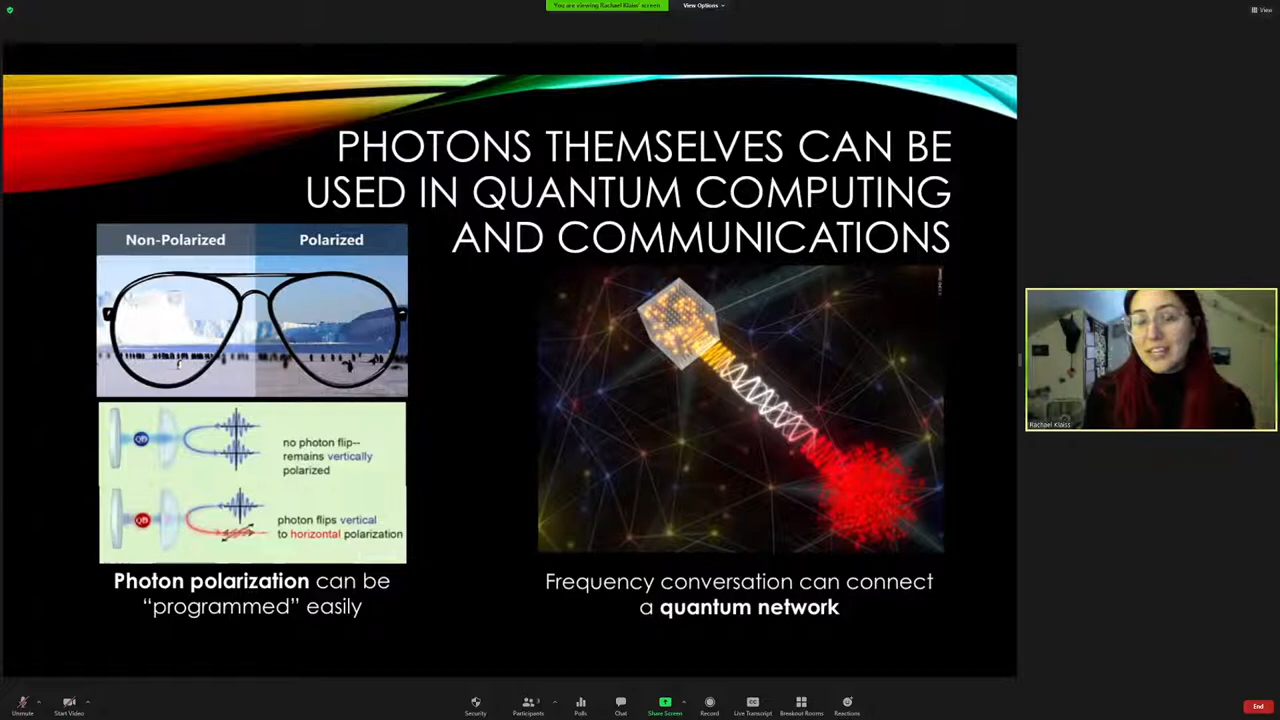 You are viewing Rachael Klaiss' screen
View Options
View
PHOTONS THEMSELVES CAN BE
USED IN QUANTUM COMPUTING
AND COMMUNICATIONS
Non-Polarized
Polarized
QD
no photon flip--
remains vertically
polarized
QD
photon flips vertical
to horizontal polarization
Photon polarization can be
“programmed” easily
Frequency conversation can connect
a quantum network
Rachael Klaiss
Unmute
Start Video
Security
Participants
3
Polls
Chat
Share Screen
Record
Live Transcript
Breakout Rooms
Reactions
End